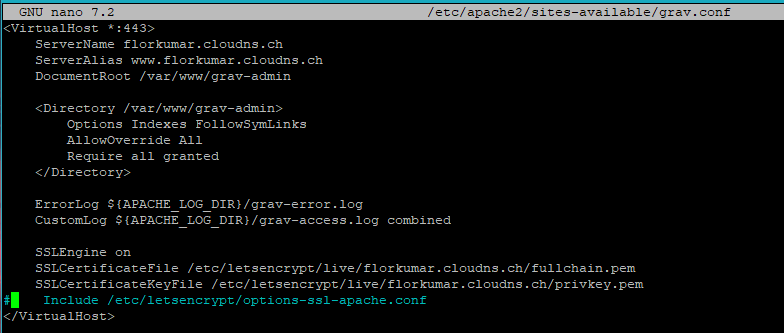 GNU nano 7.2 /etc/apache2/sites-available/grav.conf
<VirtualHost *:443>
    ServerName florkumar.cloudns.ch
    ServerAlias www.florkumar.cloudns.ch
    DocumentRoot /var/www/grav-admin

    <Directory /var/www/grav-admin>
        Options Indexes FollowSymLinks
        AllowOverride All
        Require all granted
    </Directory>

    ErrorLog ${APACHE_LOG_DIR}/grav-error.log
    CustomLog ${APACHE_LOG_DIR}/grav-access.log combined

    SSLEngine on
    SSLCertificateFile /etc/letsencrypt/live/florkumar.cloudns.ch/fullchain.pem
    SSLCertificateKeyFile /etc/letsencrypt/live/florkumar.cloudns.ch/privkey.pem
#    Include /etc/letsencrypt/options-ssl-apache.conf
</VirtualHost>